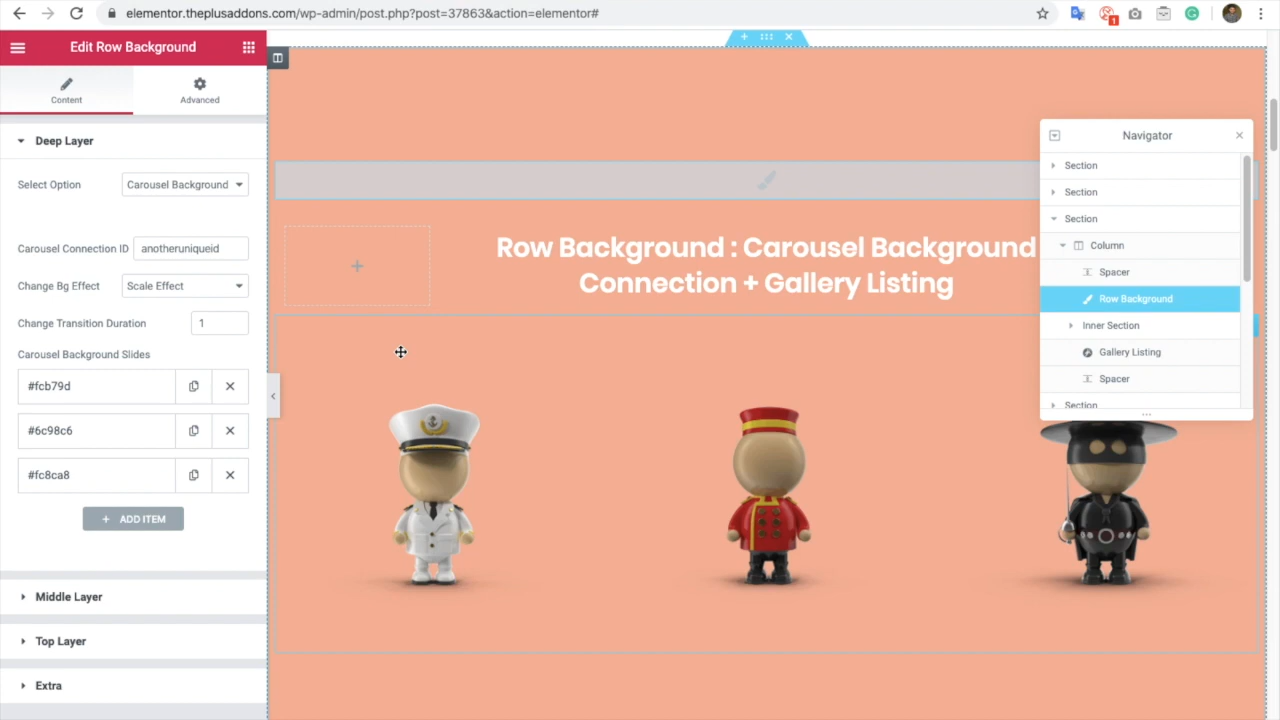 elementor.theplusaddons.com/wp-admin/post.php?post=37863&action=elementor#
1
Edit Row Background
Content
Advanced
Deep Layer
Select Option
Carousel Background
Carousel Connection ID
anotheruniqueid
Change Bg Effect
Scale Effect
Change Transition Duration
1
Carousel Background Slides
#fcb79d
#6c98c6
#fc8ca8
+ ADD ITEM
Middle Layer
Top Layer
Extra
Row Background : Carousel Background
Connection + Gallery Listing
Navigator
Section
Section
Section
Column
Spacer
Row Background
Inner Section
Gallery Listing
Spacer
Section